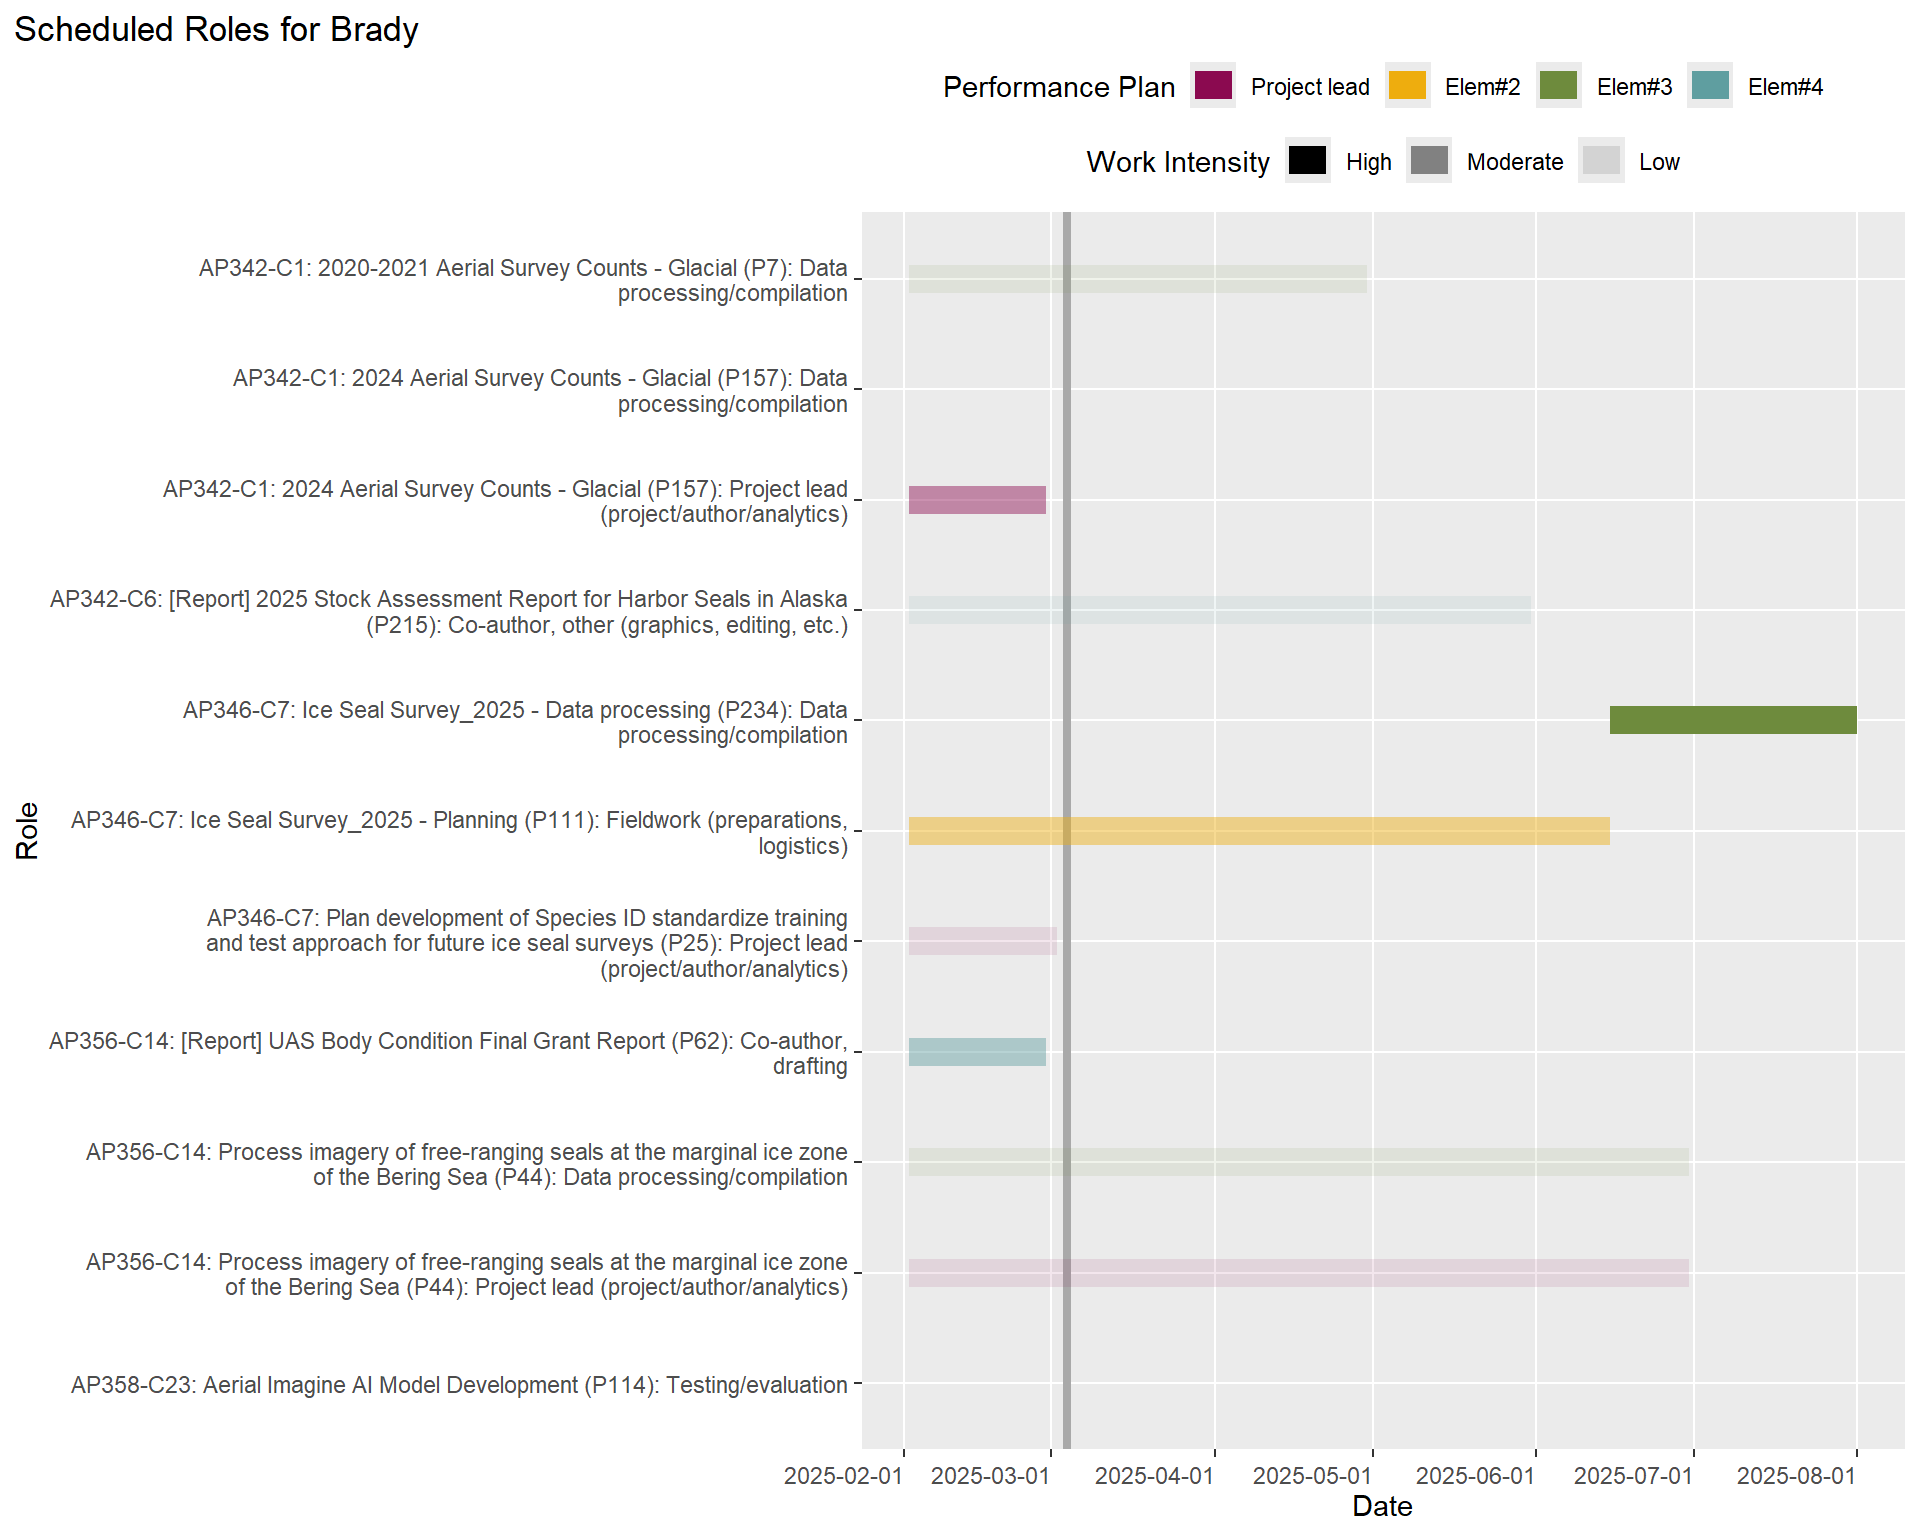 Scheduled Roles for Brady
Performance Plan Project lead Elem#2 Elem#3 Elem#4
Work Intensity High Moderate Low
AP342-C1: 2020-2021 Aerial Survey Counts - Glacial (P7): Data
processing/compilation
AP342-C1: 2024 Aerial Survey Counts - Glacial (P157): Data
processing/compilation
AP342-C1: 2024 Aerial Survey Counts - Glacial (P157): Project lead
(project/author/analytics)
AP342-C6: [Report] 2025 Stock Assessment Report for Harbor Seals in Alaska
(P215): Co-author, other (graphics, editing, etc.)
AP346-C7: Ice Seal Survey_2025 - Data processing (P234): Data
processing/compilation
AP346-C7: Ice Seal Survey_2025 - Planning (P111): Fieldwork (preparations,
logistics)
AP346-C7: Plan development of Species ID standardize training
and test approach for future ice seal surveys (P25): Project lead
(project/author/analytics)
AP356-C14: [Report] UAS Body Condition Final Grant Report (P62): Co-author,
drafting
AP356-C14: Process imagery of free-ranging seals at the marginal ice zone
of the Bering Sea (P44): Data processing/compilation
AP356-C14: Process imagery of free-ranging seals at the marginal ice zone
of the Bering Sea (P44): Project lead (project/author/analytics)
AP358-C23: Aerial Imagine AI Model Development (P114): Testing/evaluation
Role
2025-02-01 2025-03-01 2025-04-01 2025-05-01 2025-06-01 2025-07-01 2025-08-01
Date